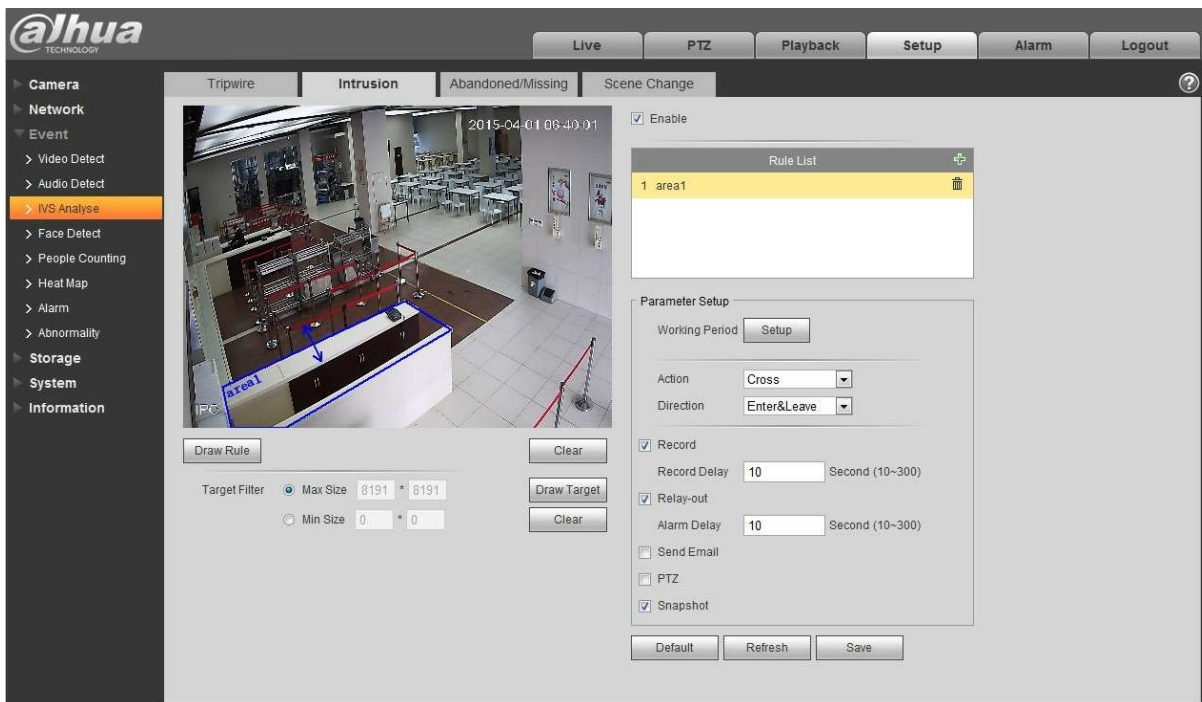 alhua
TECHNOLOGY
Live PTZ Playback Setup Alarm Logout
Camera
Network
Event
> Video Detect
> Audio Detect
> IVS Analyse
> Face Detect
> People Counting
> Heat Map
> Alarm
> Abnormality
Storage
System
Information
Tripwire Intrusion Abandoned/Missing Scene Change ?
2015-04-01 06:40:01
area1
IPC
Draw Rule Clear
Target Filter Max Size 8191 * 8191 Draw Target
Min Size 0 * 0 Clear
Enable
Rule List
1 area1
Parameter Setup
Working Period Setup
Action Cross
Direction Enter&Leave
Record
Record Delay 10 Second (10~300)
Relay-out
Alarm Delay 10 Second (10~300)
Send Email
PTZ
Snapshot
Default Refresh Save